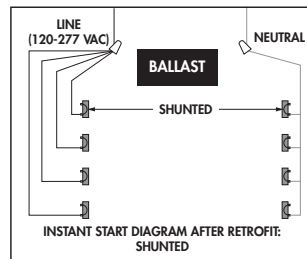 LINE
(120-277 VAC)
NEUTRAL
BALLAST
SHUNTED
INSTANT START DIAGRAM AFTER RETROFIT:
SHUNTED